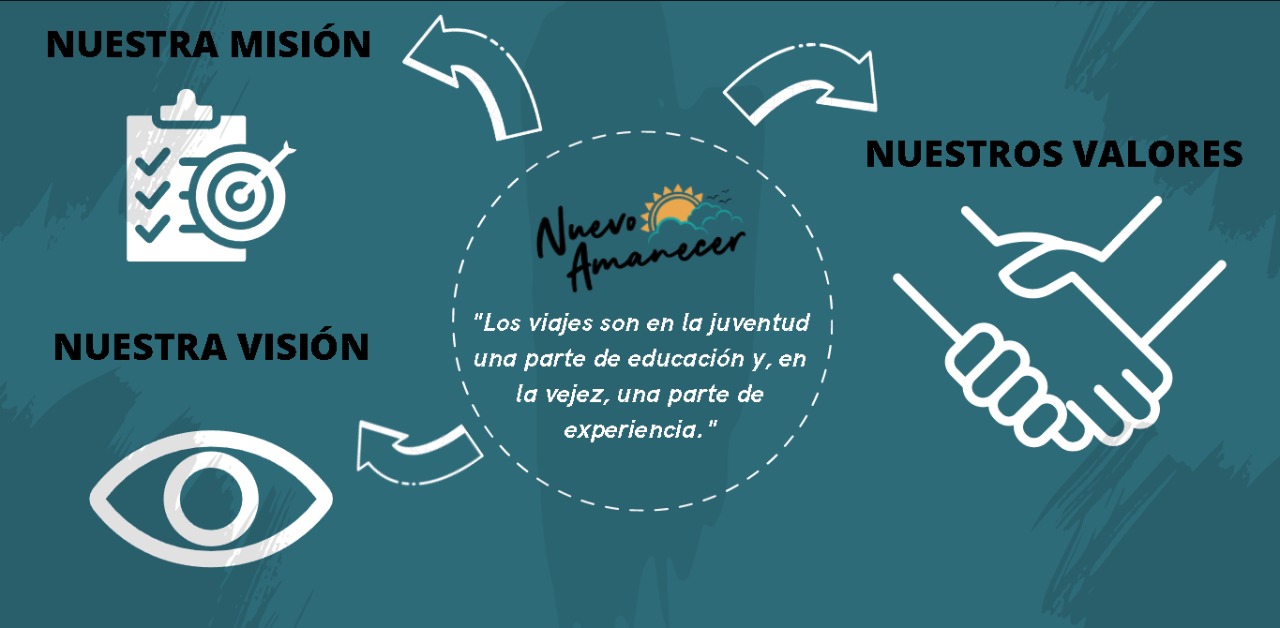 NUESTRA MISIÓN
NUESTROS VALORES
NUESTRA VISIÓN
Nuevo
Amanecer
"Los viajes son en la juventud
una parte de educación y, en
la vejez, una parte de
experiencia."